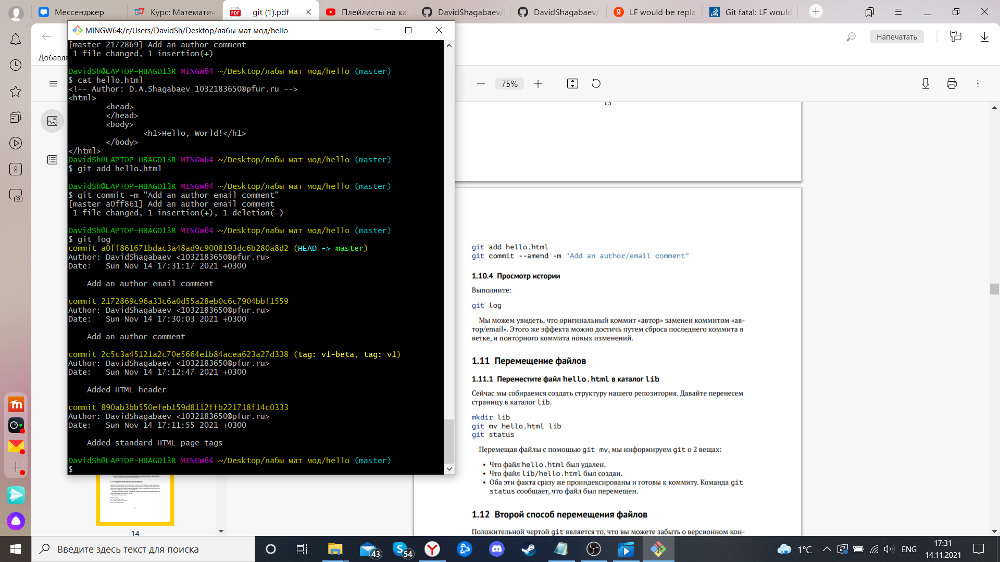 Мессенджер
Курс: Математич
git (1).pdf
Плейлисты на ка
DavidShagabaev/
DavidShagabaev/
LF would be repla
Git fatal: LF would
MINGW64:/c/Users/DavidSh/Desktop/лабы мат мод/hello
Напечатать
Добавля
75%
[master 2172869] Add an author comment
1 file changed, 1 insertion(+)
DavidSh@LAPTOP-HBAGD13R MINGW64 ~/Desktop/лабы мат мод/hello (master)
$ cat hello.html
<!-- Author: D.A.Shagabaev 1032183650@pfur.ru -->
<html>
<head>
</head>
<body>
<h1>Hello, World!</h1>
</body>
</html>
DavidSh@LAPTOP-HBAGD13R MINGW64 ~/Desktop/лабы мат мод/hello (master)
$ git add hello.html
DavidSh@LAPTOP-HBAGD13R MINGW64 ~/Desktop/лабы мат мод/hello (master)
$ git commit -m "Add an author email comment"
[master a0ff861] Add an author email comment
1 file changed, 1 insertion(+), 1 deletion(-)
DavidSh@LAPTOP-HBAGD13R MINGW64 ~/Desktop/лабы мат мод/hello (master)
$ git log
commit a0ff861671bdac3a48ad9c9008193dc6b280a8d2 (HEAD -> master)
Author: DavidShagabaev <1032183650@pfur.ru>
Date: Sun Nov 14 17:31:17 2021 +0300
Add an author email comment
commit 2172869c96a33c6a0d55a28eb0c6c7904bbf1559
Author: DavidShagabaev <1032183650@pfur.ru>
Date: Sun Nov 14 17:30:03 2021 +0300
Add an author comment
commit 2c5c3a45121a2c70e5664e1b84acea623a27d338 (tag: v1-beta, tag: v1)
Author: DavidShagabaev <1032183650@pfur.ru>
Date: Sun Nov 14 17:12:47 2021 +0300
Added HTML header
commit 890ab3bb550efeb159d8112ffb221718f14c0333
Author: DavidShagabaev <1032183650@pfur.ru>
Date: Sun Nov 14 17:11:55 2021 +0300
Added standard HTML page tags
DavidSh@LAPTOP-HBAGD13R MINGW64 ~/Desktop/лабы мат мод/hello (master)
$
14
13
git add hello.html
git commit --amend -m "Add an author/email comment"
1.10.4 Просмотр истории
Выполните:
git log
Мы можем увидеть, что оригинальный коммит «автор» заменен коммитом «ав-
тор/email». Этого же эффекта можно достичь путем сброса последнего коммита в
ветке, и повторного коммита новых изменений.
1.11 Перемещение файлов
1.11.1 Переместите файл hello.html в каталог lib
Сейчас мы собираемся создать структуру нашего репозитория. Давайте перенесем
страницу в каталог lib.
mkdir lib
git mv hello.html lib
git status
Перемещая файлы с помощью git mv, мы информируем git о 2 вещах:
• Что файл hello.html был удален.
• Что файл lib/hello.html был создан.
• Оба эти факта сразу же проиндексированы и готовы к коммиту. Команда git
status сообщает, что файл был перемещен.
1.12 Второй способ перемещения файлов
Положительной чертой git является то, что вы можете забыть о версионном кон-
8
Введите здесь текст для поиска
43
54
1°C
ENG
17:31
14.11.2021